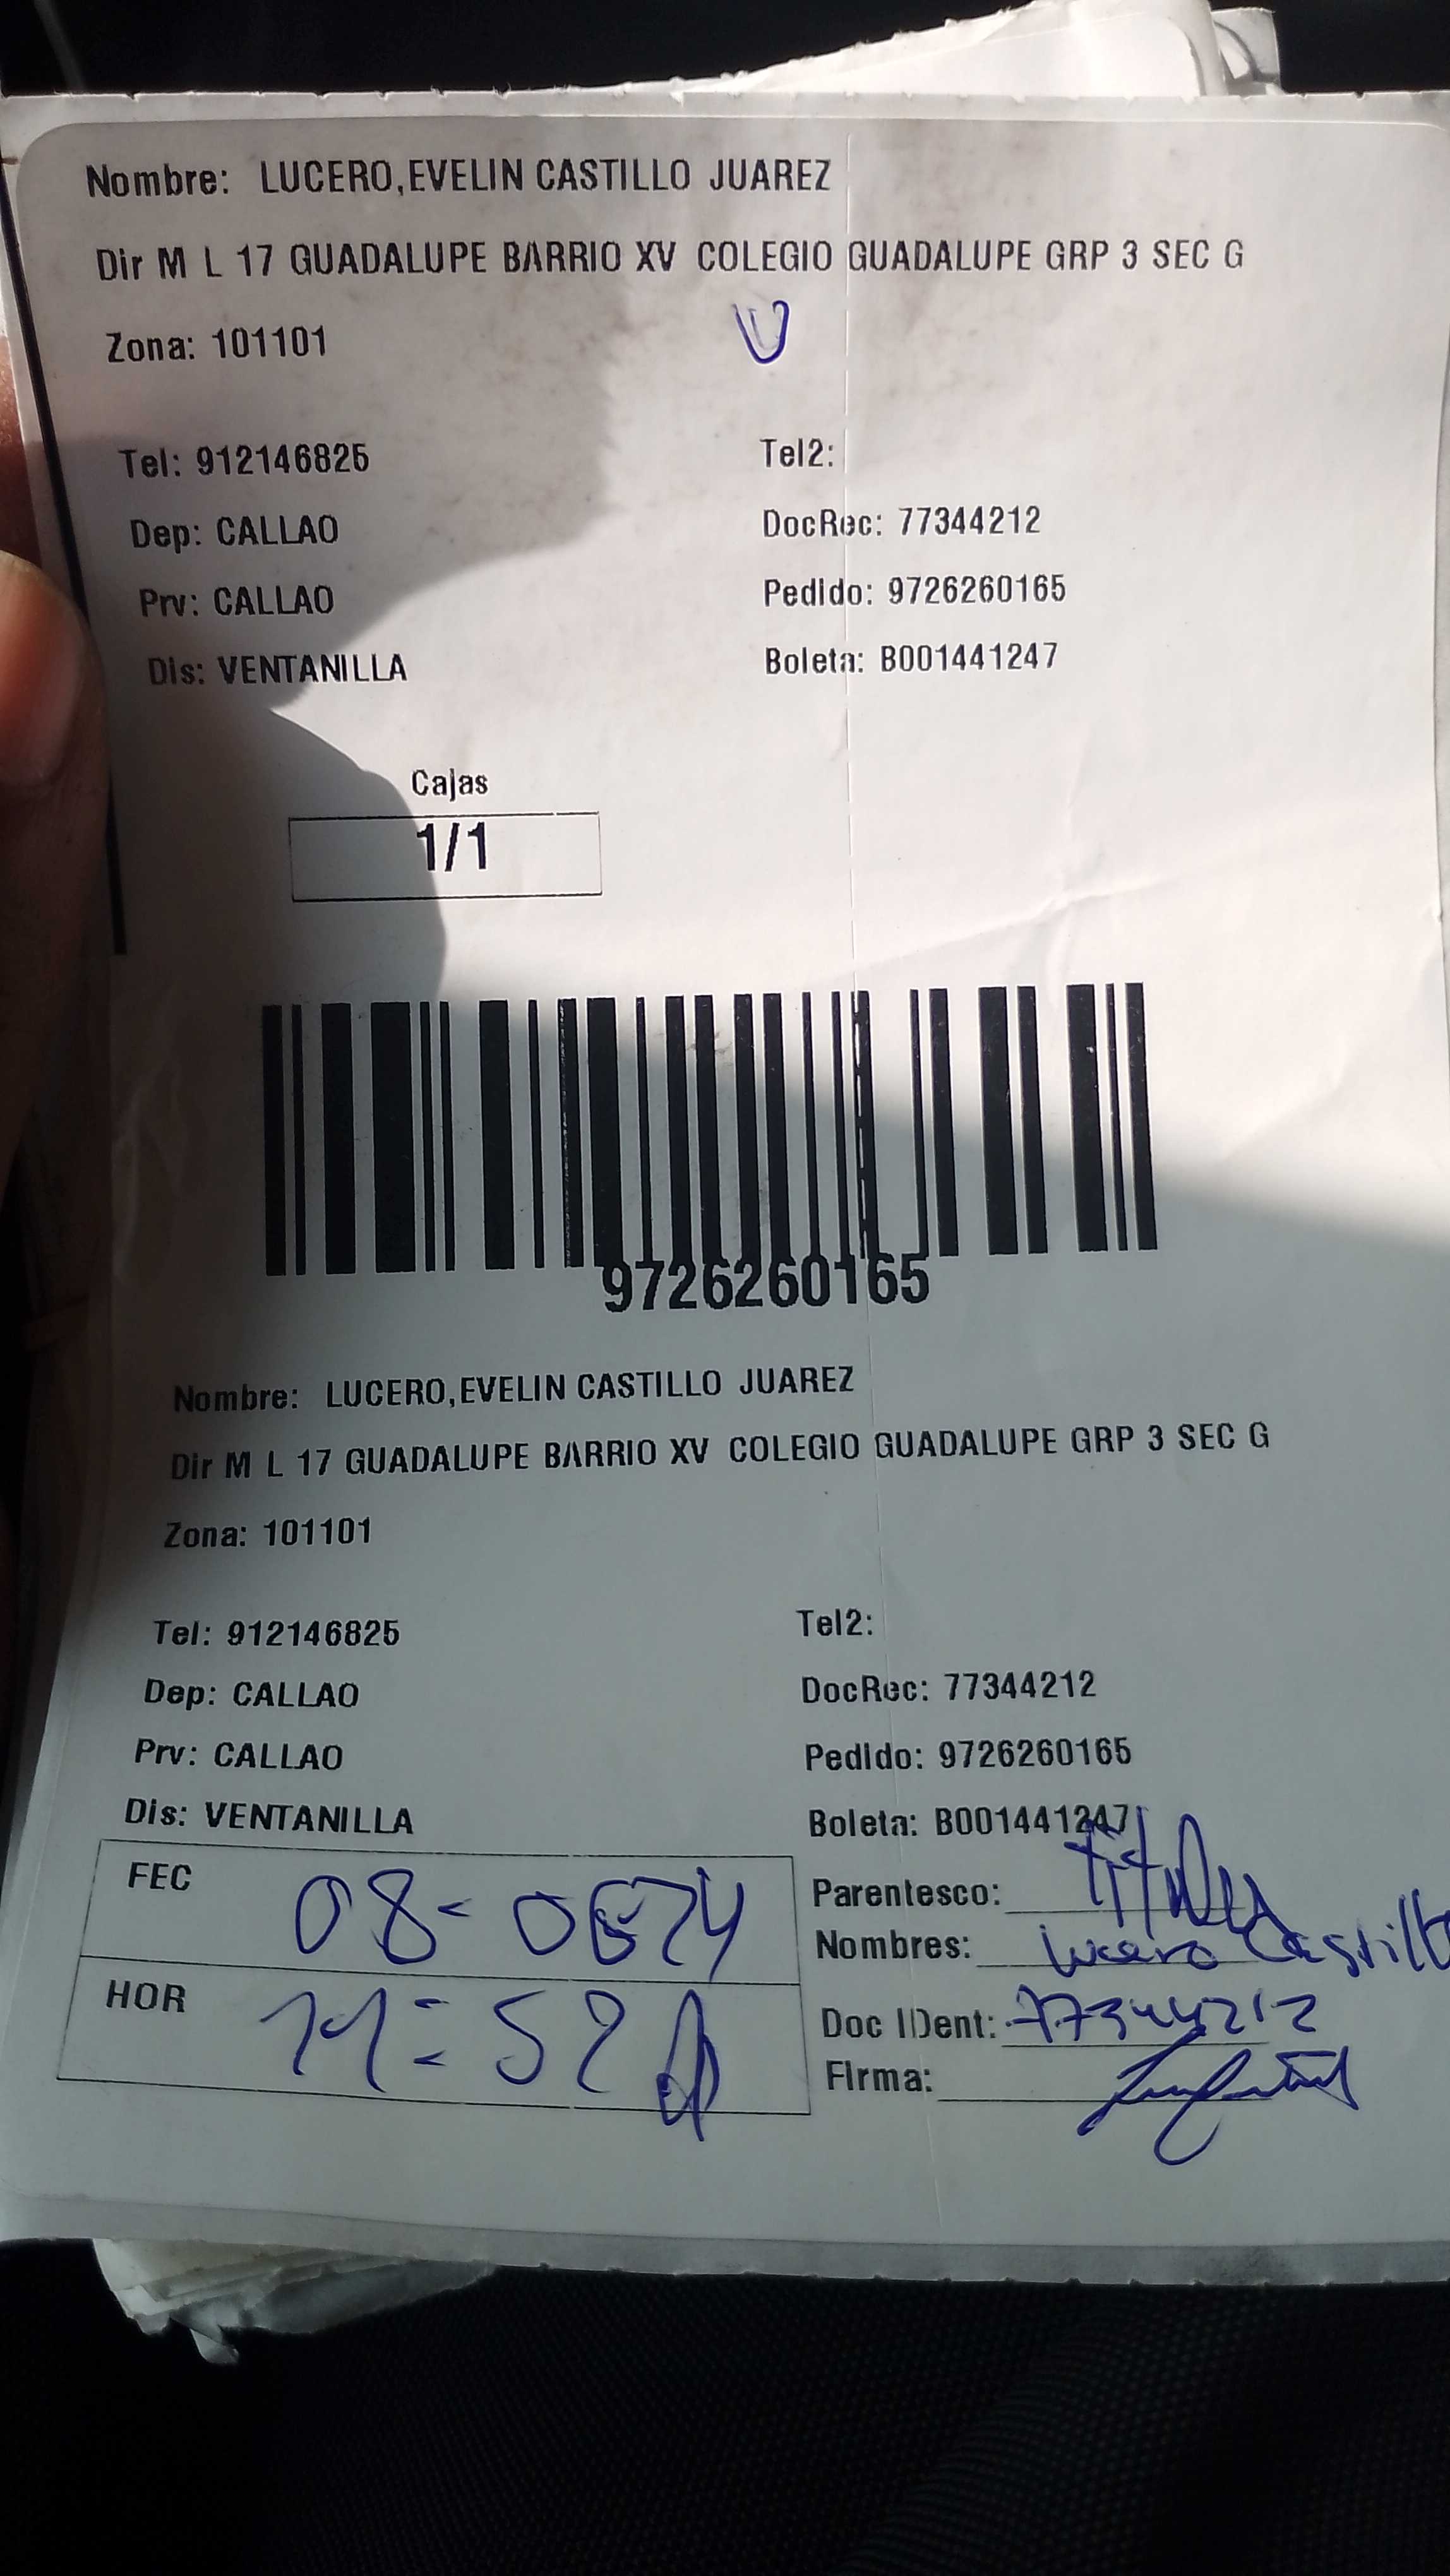 Nombre: LUCERO,EVELIN CASTILLO JUAREZ
Dir M L 17 GUADALUPE BARRIO XV COLEGIO GUADALUPE GRP 3 SEC G
Zona: 101101
Tel: 912146825 Tel2:
Dep: CALLAO DocRec: 77344212
Prv: CALLAO Pedido: 9726260165
Dis: VENTANILLA Boleta: B001441247
Cajas
1/1
9726260165
Nombre: LUCERO,EVELIN CASTILLO JUAREZ
Dir M L 17 GUADALUPE BARRIO XV COLEGIO GUADALUPE GRP 3 SEC G
Zona: 101101
Tel: 912146825 Tel2:
Dep: CALLAO DocRec: 77344212
Prv: CALLAO Pedido: 9726260165
Dis: VENTANILLA Boleta: B001441247
FEC 08- Parentesco: titular
Nombres: Lucero Castillo
HOR Doc IDent: 77344212
Firma: